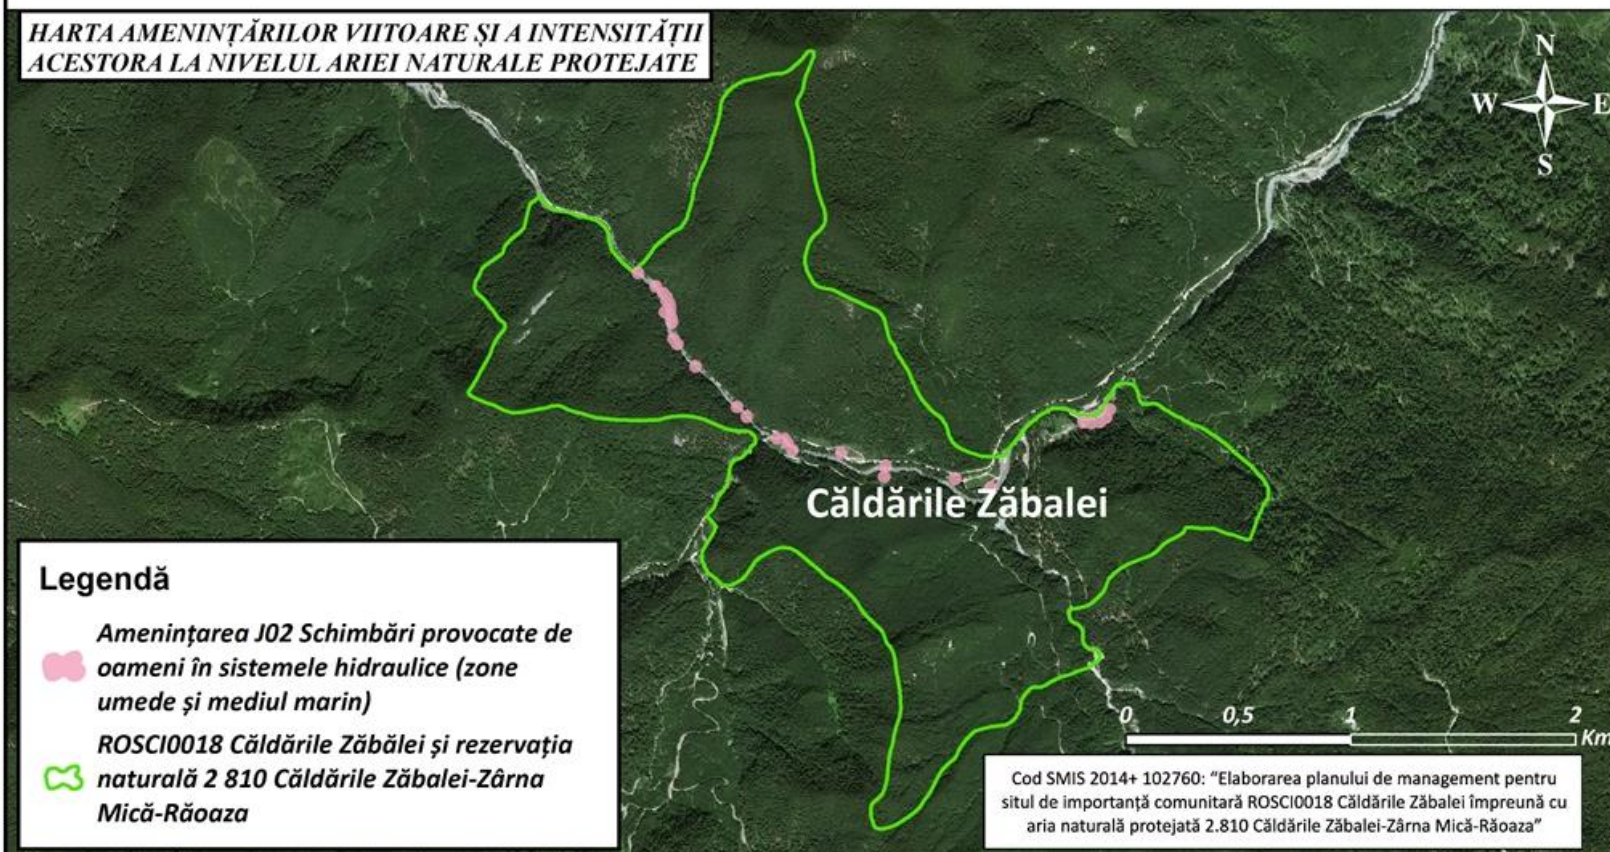 HARTA AMENINȚĂRILOR VIITOARE ȘI A INTENSITĂȚII
ACESTORA LA NIVELUL ARIEI NATURALE PROTEJATE
N
W E
S
Căldările Zăbalei
Legendă
Amenințarea J02 Schimbări provocate de
oameni în sistemele hidraulice (zone
umede și mediul marin)
ROSCI0018 Căldările Zăbălei și rezervația
naturală 2 810 Căldările Zăbalei-Zârna
Mică-Răoaza
0 0,5 1 2
Km
Cod SMIS 2014+ 102760: “Elaborarea planului de management pentru
situl de importanță comunitară ROSCI0018 Căldările Zăbalei împreună cu
aria naturală protejată 2.810 Căldările Zăbalei-Zârna Mică-Răoaza”